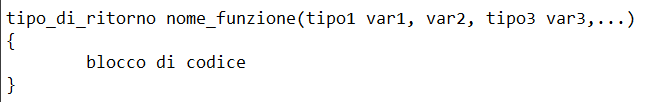 tipo_di_ritorno nome_funzione(tipo1 var1, var2, tipo3 var3,...)
{
blocco di codice
}